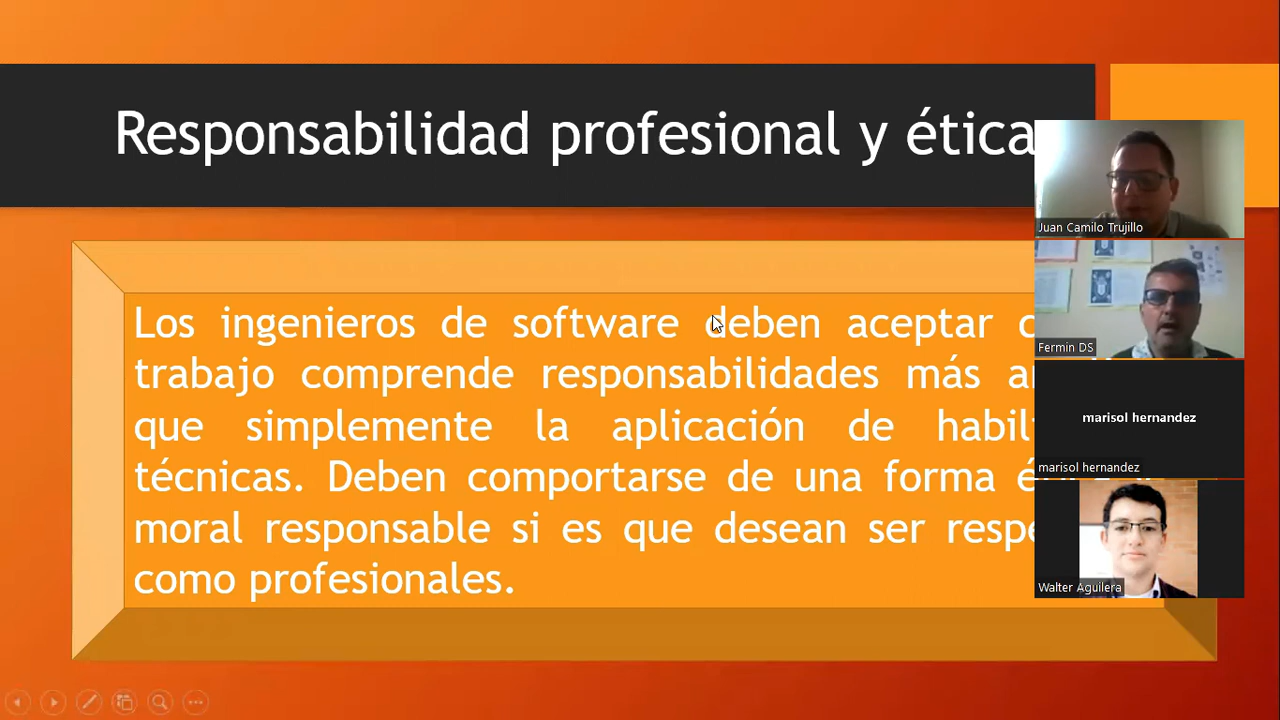 Responsabilidad profesional y ética
Los ingenieros de software deben aceptar
trabajo comprende responsabilidades más
que simplemente la aplicación de
técnicas. Deben comportarse de una forma
moral responsable si es que desean ser
como profesionales.
Juan Camilo Trujillo
Fermin DS
marisol hernandez
marisol hernandez
Walter Aguilera